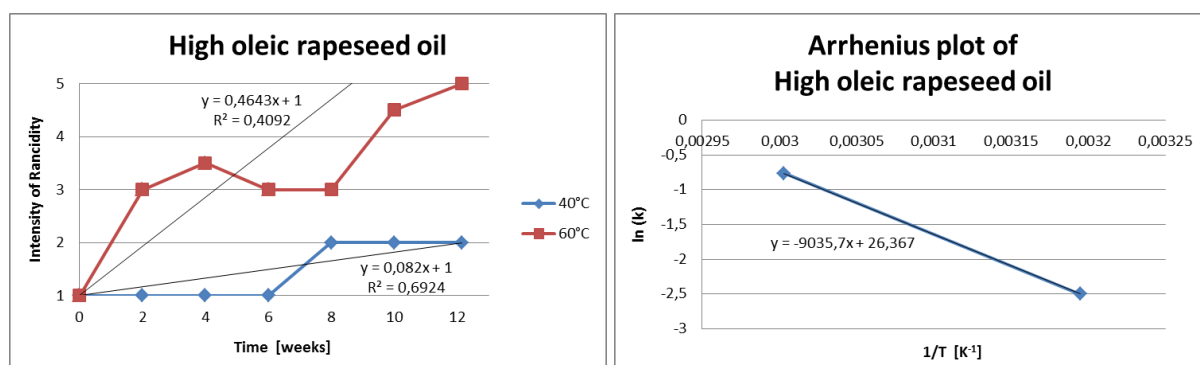 High oleic rapeseed oil
5
4
3
2
1
Intensity of Rancidity
y = 0,4643x + 1
R² = 0,4092
y = 0,082x + 1
R² = 0,6924
0 2 4 6 8 10 12
Time [weeks]
40°C
60°C
Arrhenius plot of
High oleic rapeseed oil
0
0,00295 0,003 0,00305 0,0031 0,00315 0,0032 0,00325
-0,5
-1
-1,5
-2
-2,5
-3
ln (k)
y = -9035,7x + 26,367
1/T [K⁻¹]